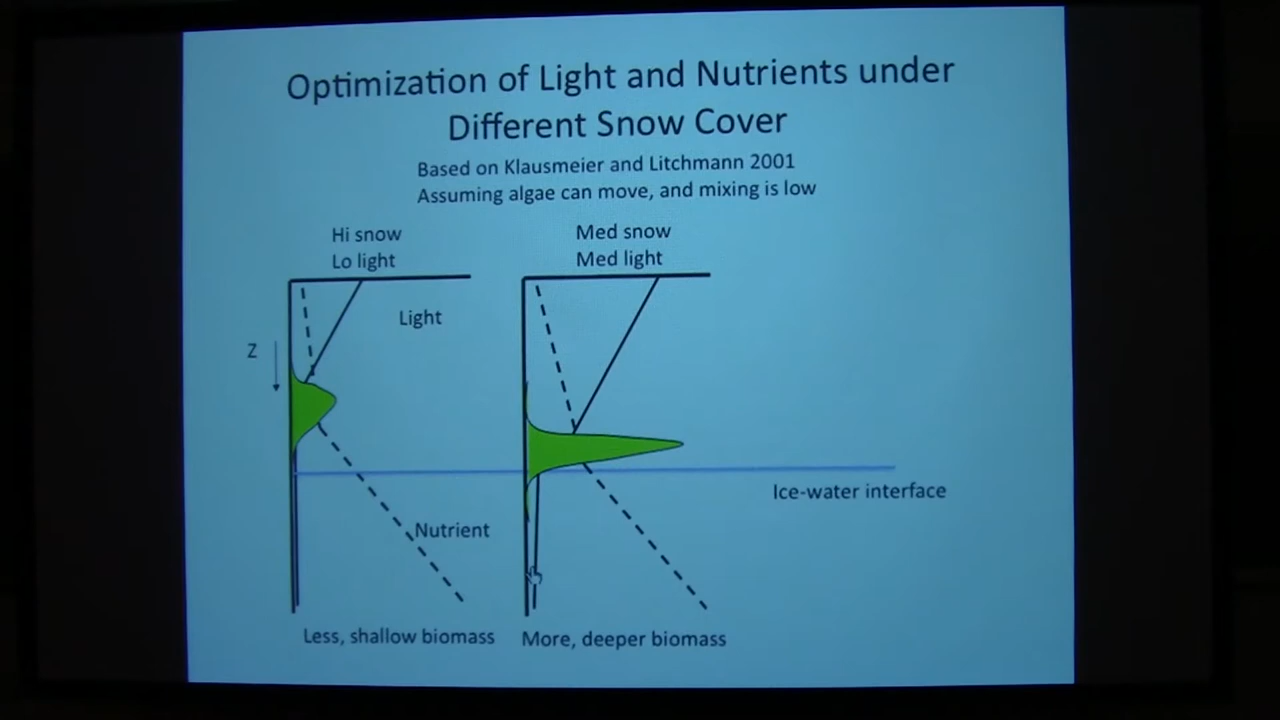 Optimization of Light and Nutrients under
Different Snow Cover
Based on Klausmeier and Litchmann 2001
Assuming algae can move, and mixing is low
Hi snow
Lo light
Med snow
Med light
Light
Z
Ice-water interface
Nutrient
Less, shallow biomass
More, deeper biomass